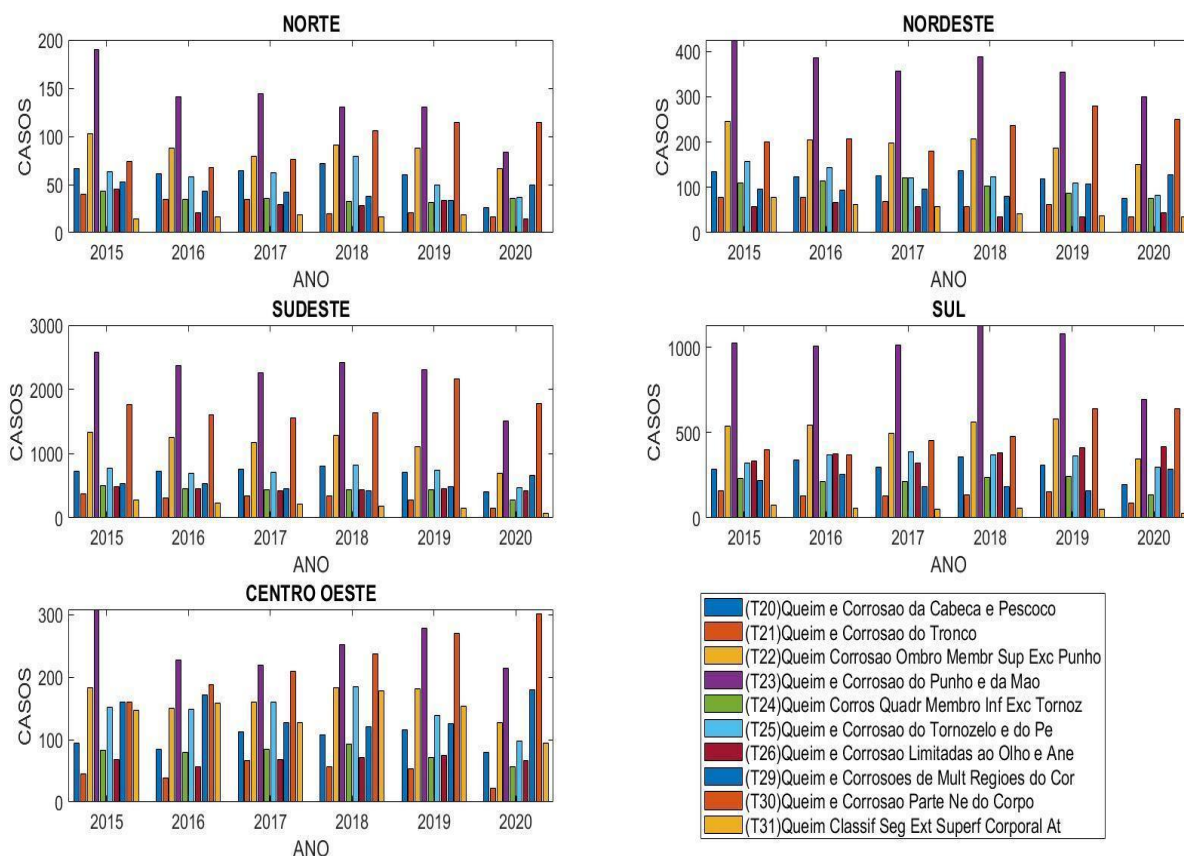 NORTE
200
150
100
50
0
CASOS
2015 2016 2017 2018 2019 2020
ANO
NORDESTE
400
300
200
100
0
CASOS
2015 2016 2017 2018 2019 2020
ANO
SUDESTE
3000
2000
1000
0
CASOS
2015 2016 2017 2018 2019 2020
ANO
SUL
1000
500
0
CASOS
2015 2016 2017 2018 2019 2020
ANO
CENTRO OESTE
300
200
100
0
CASOS
2015 2016 2017 2018 2019 2020
ANO
(T20)Queim e Corrosao da Cabeca e Pescoco
(T21)Queim e Corrosao do Tronco
(T22)Queim Corrosao Ombro Membr Sup Exc Punho
(T23)Queim e Corrosao do Punho e da Mao
(T24)Queim Corros Quadr Membro Inf Exc Tornoz
(T25)Queim e Corrosao do Tornozelo e do Pe
(T26)Queim e Corrosao Limitadas ao Olho e Ane
(T29)Queim e Corrosoes de Mult Regioes do Cor
(T30)Queim e Corrosao Parte Ne do Corpo
(T31)Queim Classif Seg Ext Superf Corporal At